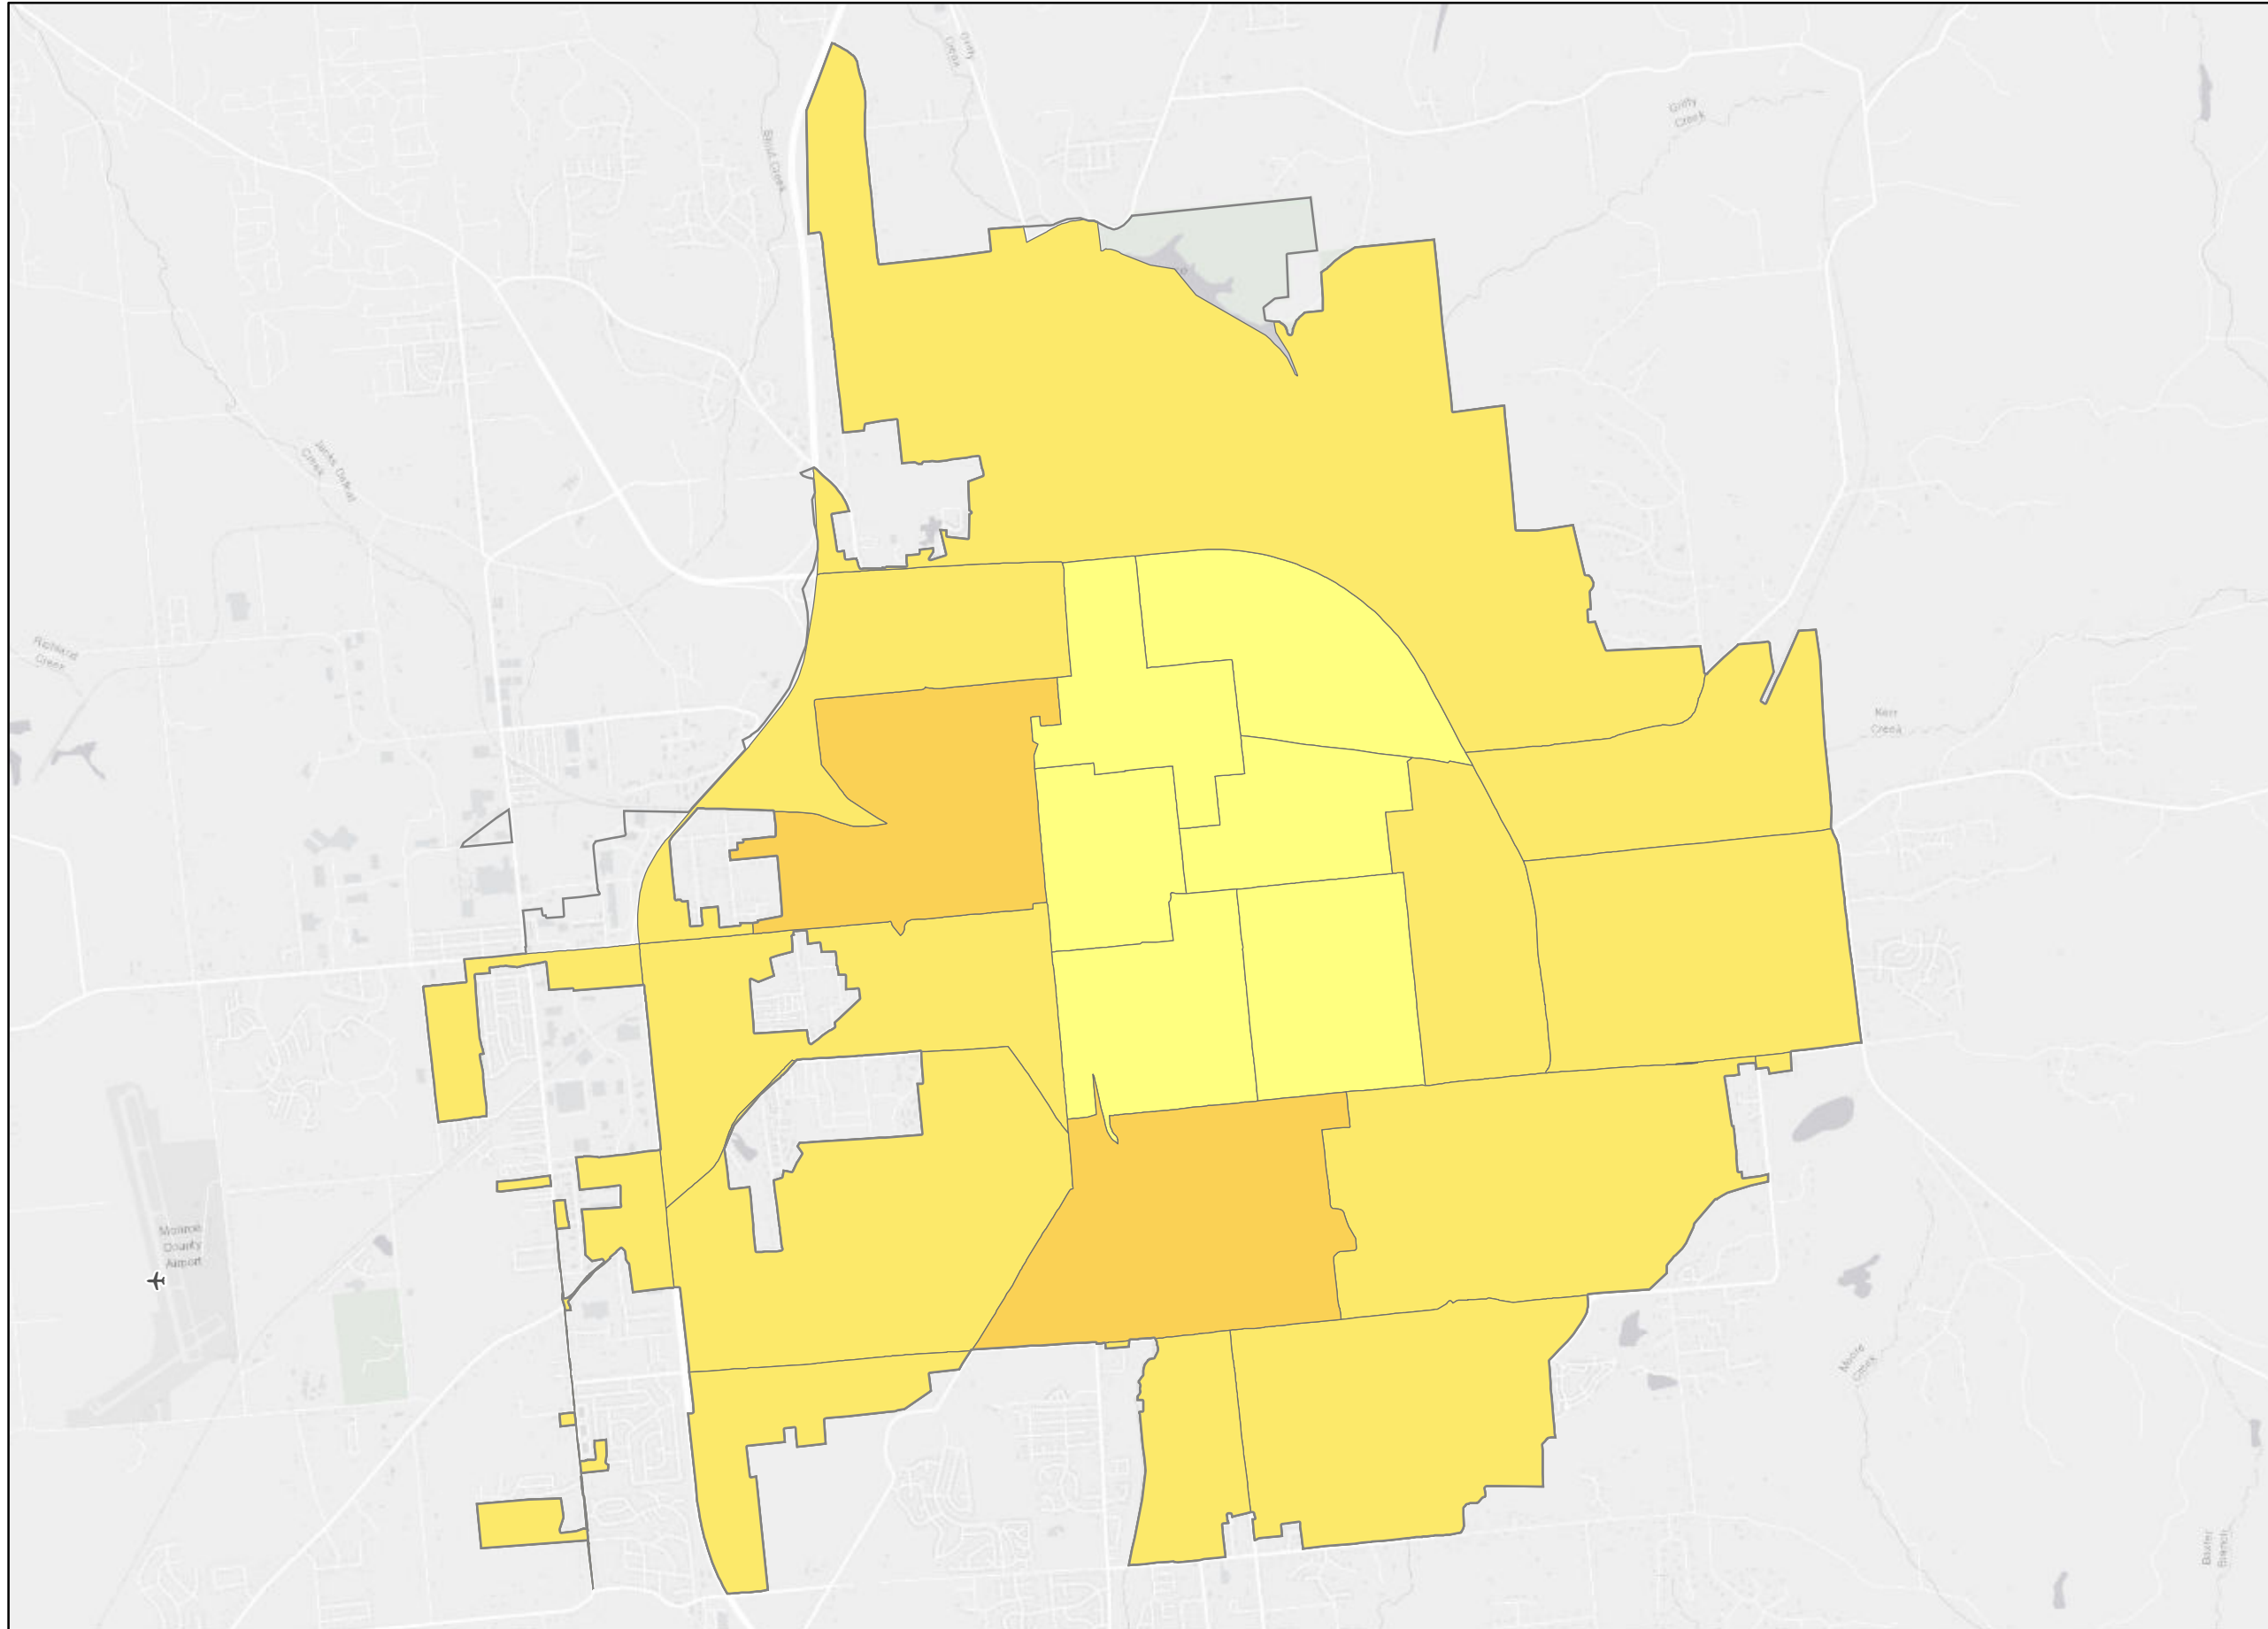 Griffy
Creek
Griffy
Creek
Stout Creek
Jacks Defeat
Creek
Richland
Creek
Kerr
Creek
Monroe
County
Airport
Moore
Creek
Baxter
Branch